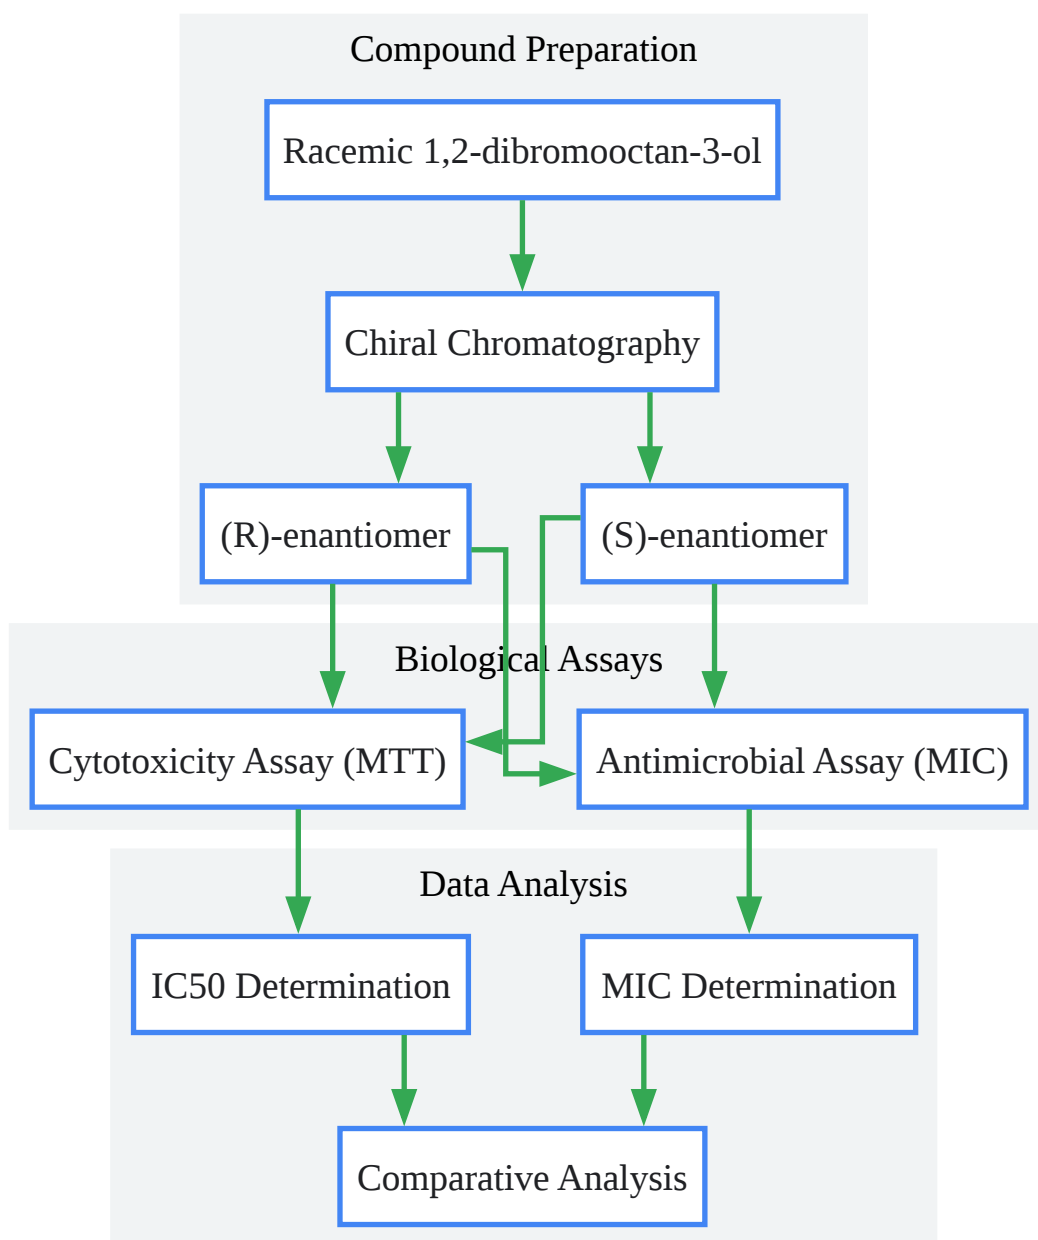 Compound Preparation
Racemic 1,2-dibromooctan-3-ol
Chiral Chromatography
(R)-enantiomer
(S)-enantiomer
Biological Assays
Cytotoxicity Assay (MTT)
Antimicrobial Assay (MIC)
Data Analysis
IC50 Determination
MIC Determination
Comparative Analysis